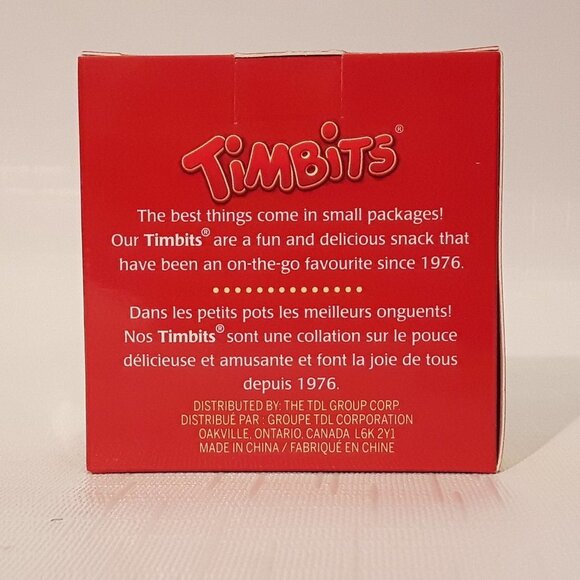 TIMBITS®
The best things come in small packages!
Our Timbits® are a fun and delicious snack that
have been an on-the-go favourite since 1976.
Dans les petits pots les meilleurs onguents!
Nos Timbits® sont une collation sur le pouce
délicieuse et amusante et font la joie de tous
depuis 1976.
DISTRIBUTED BY: THE TDL GROUP CORP.
DISTRIBUÉ PAR : GROUPE TDL CORPORATION
OAKVILLE, ONTARIO, CANADA L6K 2Y1
MADE IN CHINA / FABRIQUÉ EN CHINE